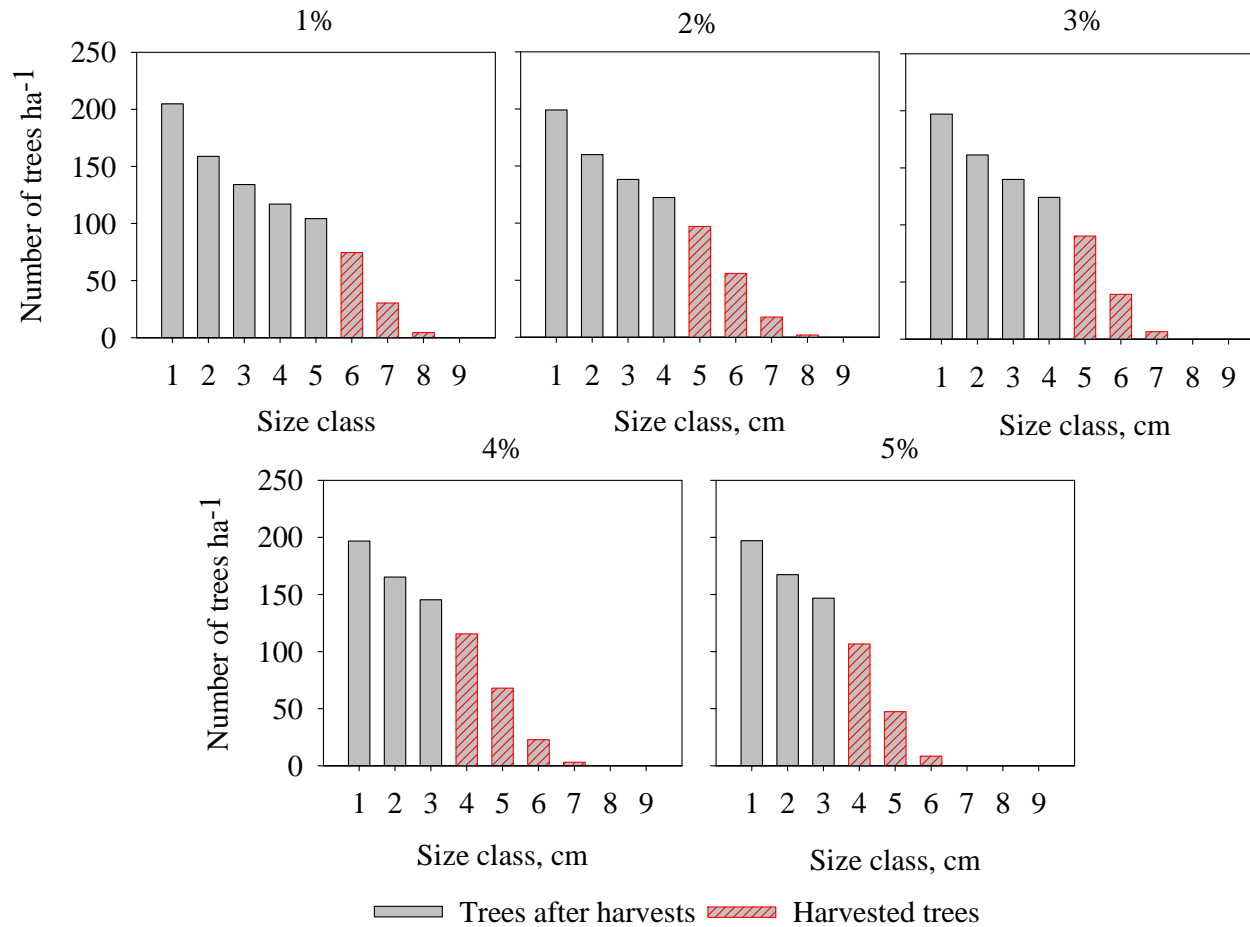 1%
2%
3%
Number of trees ha-1
250
200
150
100
50
0
1 2 3 4 5 6 7 8 9
1 2 3 4 5 6 7 8 9
1 2 3 4 5 6 7 8 9
Size class
Size class, cm
Size class, cm
4%
5%
Number of trees ha-1
250
200
150
100
50
0
1 2 3 4 5 6 7 8 9
1 2 3 4 5 6 7 8 9
Size class, cm
Size class, cm
Trees after harvests
Harvested trees